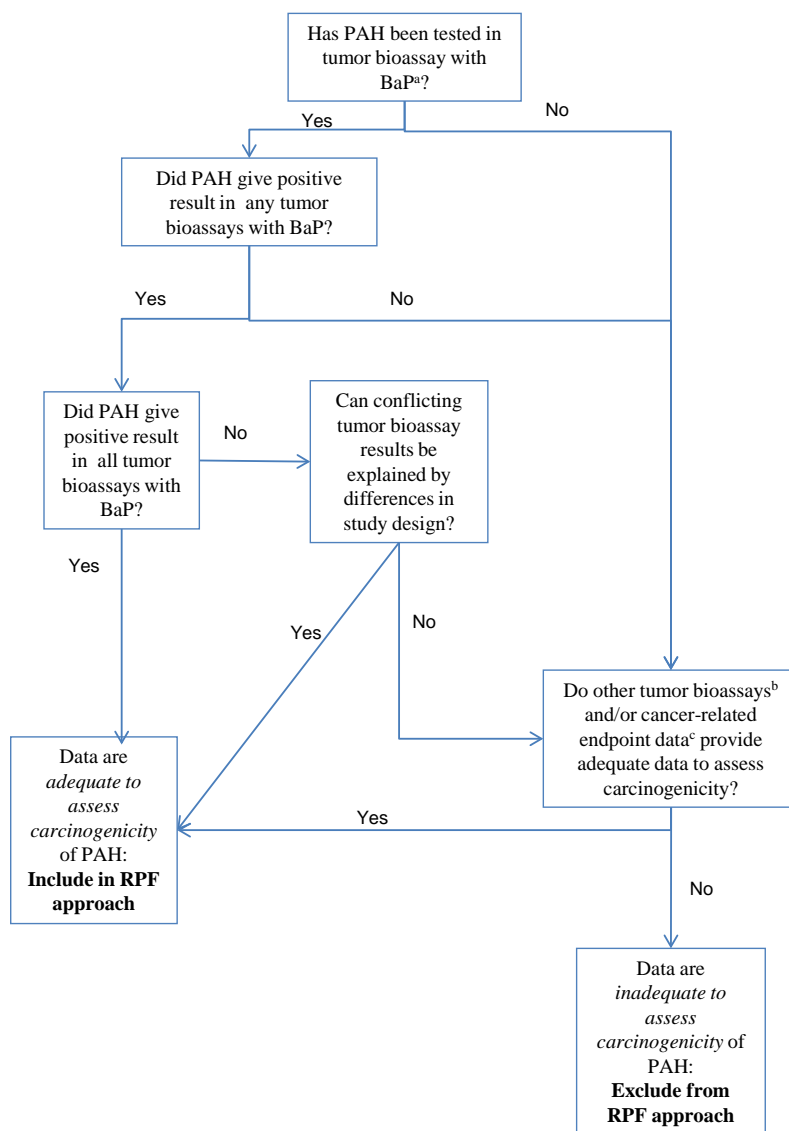 Has PAH been tested in
tumor bioassay with
BaPᵃ?
Yes
No
Did PAH give positive
result in any tumor
bioassays with BaP?
Yes
No
Did PAH give
positive result
in all tumor
bioassays with
BaP?
No
Can conflicting
tumor bioassay
results be
explained by
differences in
study design?
Yes
Yes
No
Do other tumor bioassaysᵇ
and/or cancer-related
endpoint dataᶜ provide
adequate data to assess
carcinogenicity?
Data are
adequate to
assess
carcinogenicity
of PAH:
Include in RPF
approach
Yes
No
Data are
inadequate to
assess
carcinogenicity of
PAH:
Exclude from
RPF approach